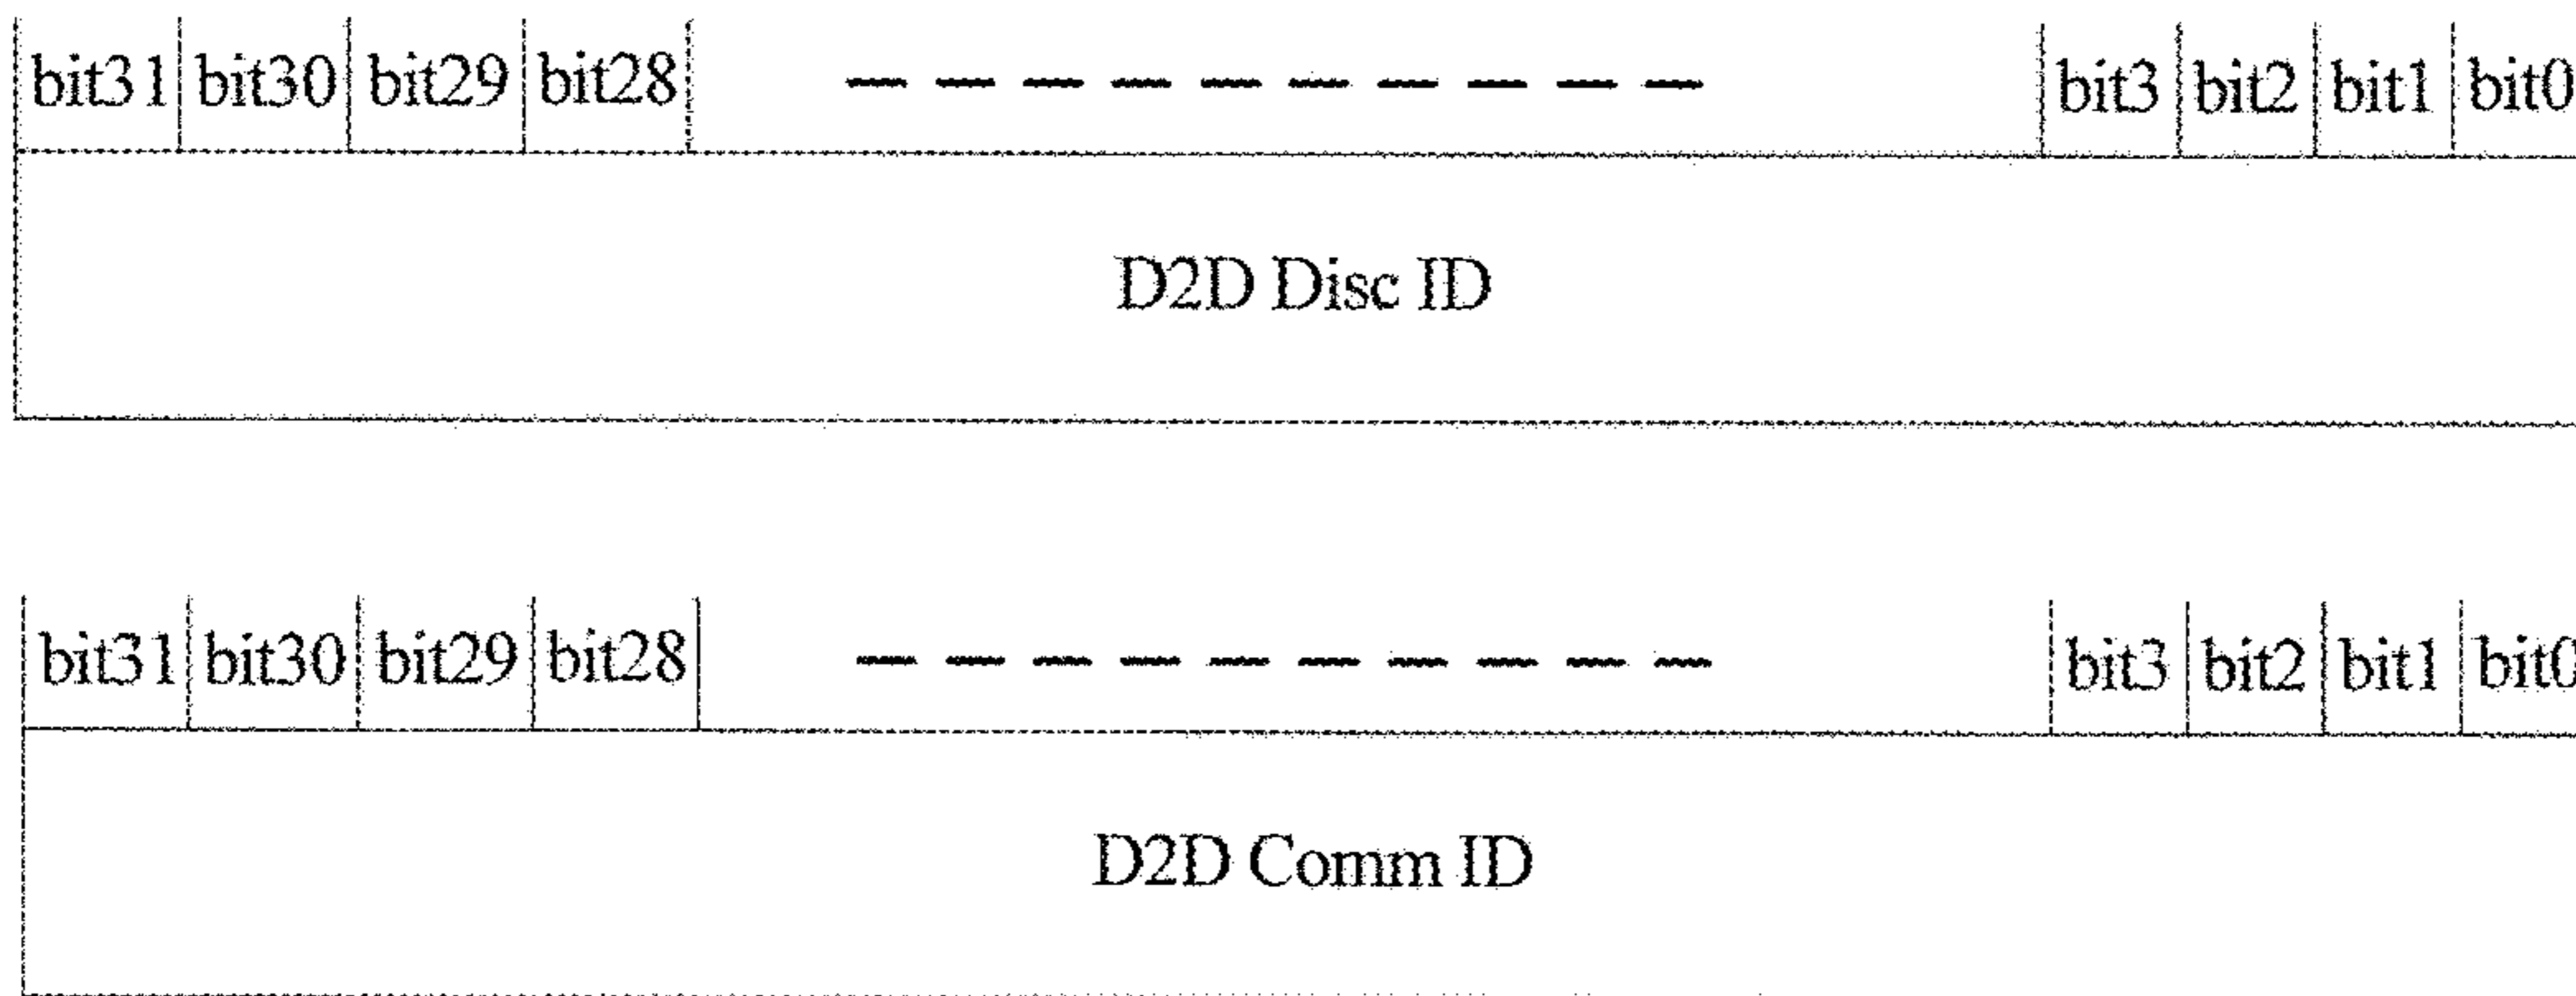 bit31 bit30 bit29 bit28 bit3 bit2 bit1 bit0
D2D Disc ID
bit31 bit30 bit29 bit28 bit3 bit2 bit1 bit0
D2D Comm ID